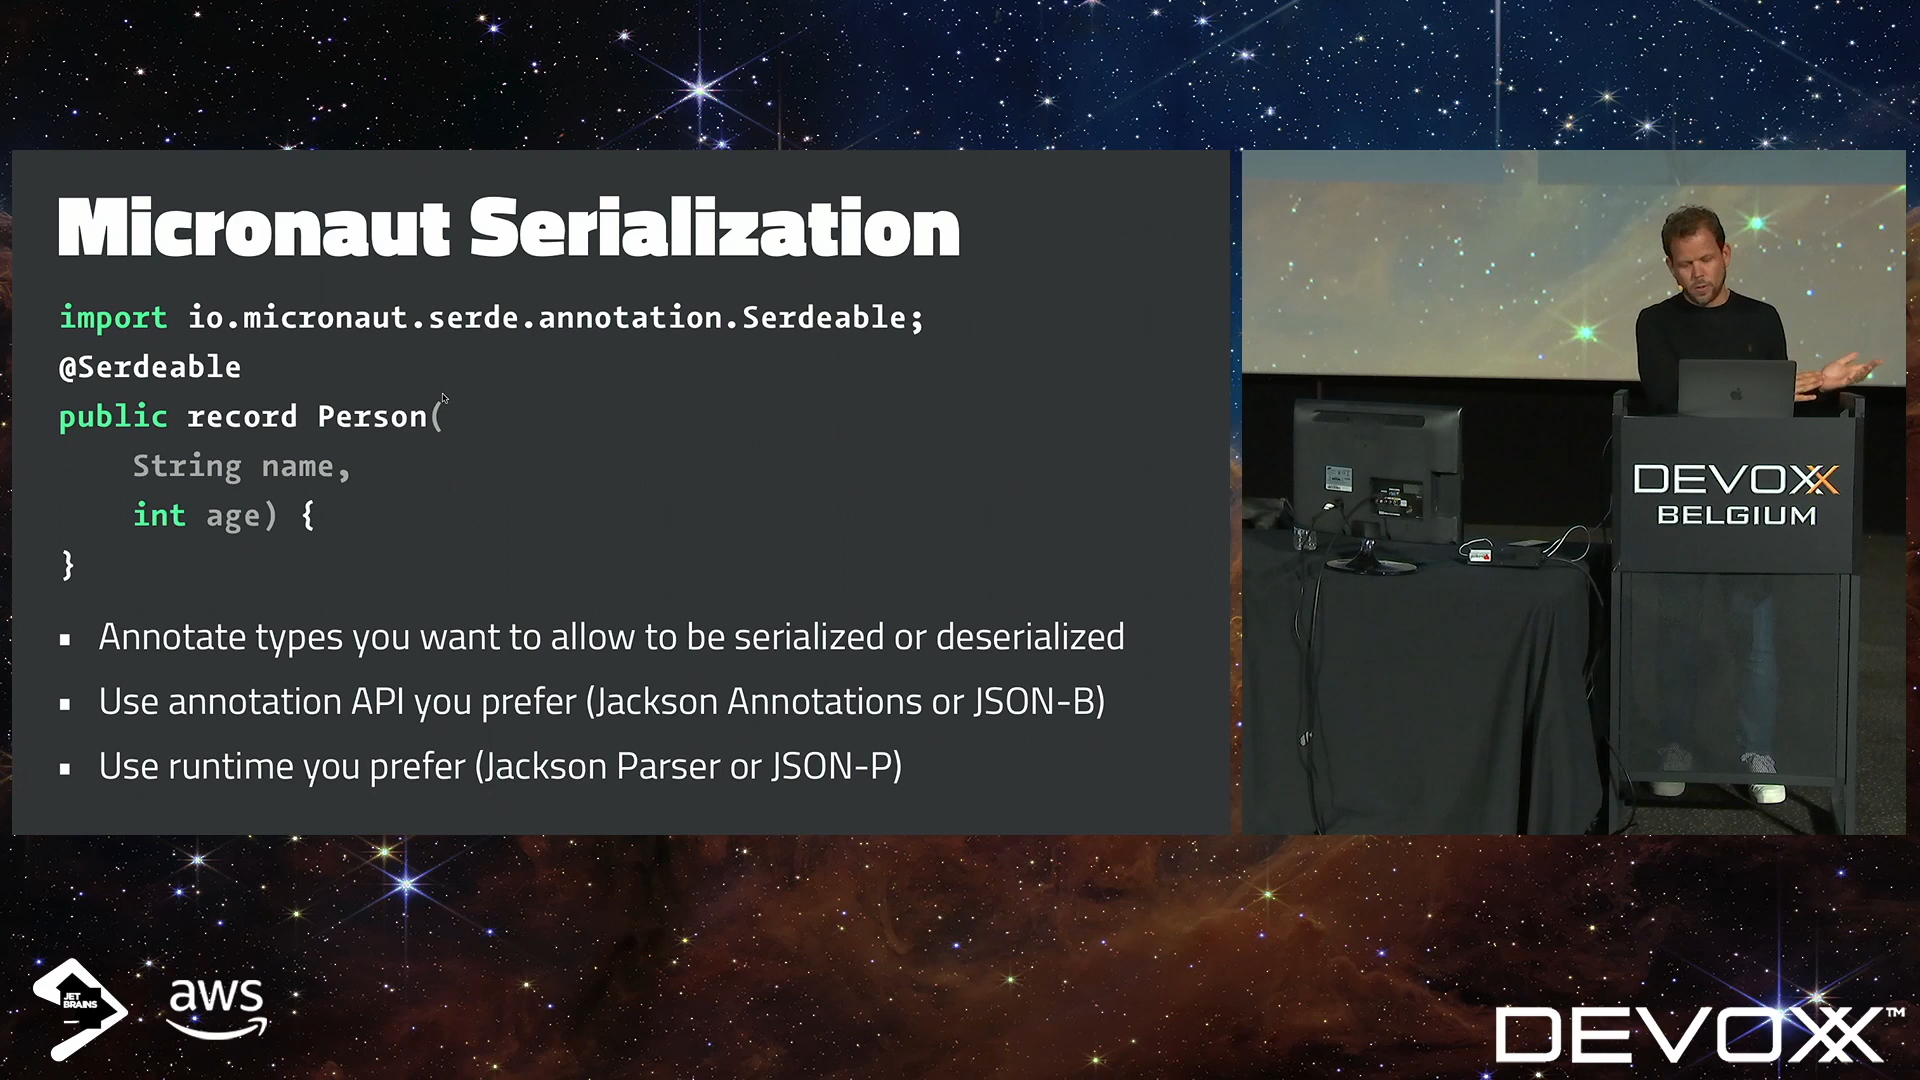 Micronaut Serialization
import io.micronaut.serde.annotation.Serdeable;
@Serdeable
public record Person(
String name,
int age) {
}
▪ Annotate types you want to allow to be serialized or deserialized
▪ Use annotation API you prefer (Jackson Annotations or JSON-B)
▪ Use runtime you prefer (Jackson Parser or JSON-P)
DEVOXX
BELGIUM
JET
BRAINS
aws
DEVOXX™